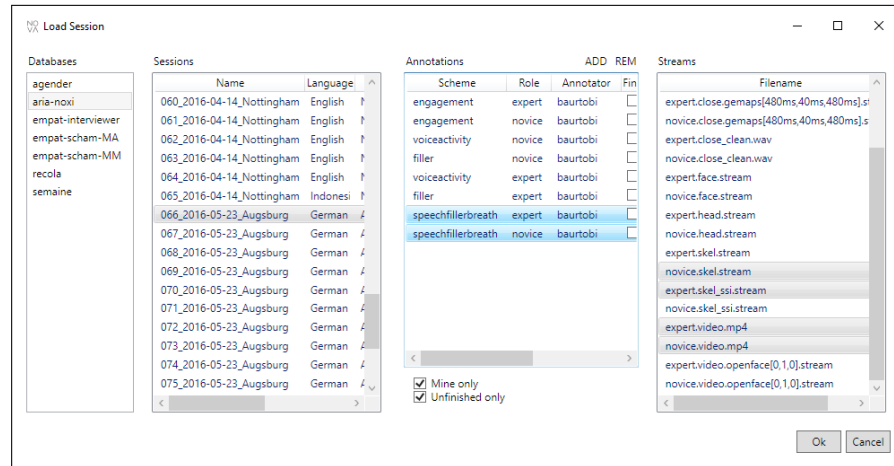 NOVA Load Session
Databases
agender
aria-noxi
empat-interviewer
empat-scham-MA
empat-scham-MM
recola
semaine
Sessions
Name Language
060_2016-04-14_Nottingham English
061_2016-04-14_Nottingham English
062_2016-04-14_Nottingham English
063_2016-04-14_Nottingham English
064_2016-04-14_Nottingham English
065_2016-04-14_Nottingham Indonesi
066_2016-05-23_Augsburg German
067_2016-05-23_Augsburg German
068_2016-05-23_Augsburg German
069_2016-05-23_Augsburg German
070_2016-05-23_Augsburg German
071_2016-05-23_Augsburg German
072_2016-05-23_Augsburg German
073_2016-05-23_Augsburg German
074_2016-05-23_Augsburg German
075_2016-05-23_Augsburg German
Annotations ADD REM
Scheme Role Annotator Fin
engagement expert baurtobi
engagement novice baurtobi
voiceactivity novice baurtobi
filler novice baurtobi
voiceactivity expert baurtobi
filler expert baurtobi
speechfillerbreath expert baurtobi
speechfillerbreath novice baurtobi
Mine only
Unfinished only
Streams
Filename
expert.close.gemaps[480ms,40ms,480ms].st
novice.close.gemaps[480ms,40ms,480ms].s
expert.close_clean.wav
novice.close_clean.wav
expert.face.stream
novice.face.stream
expert.head.stream
novice.head.stream
expert.skel.stream
novice.skel.stream
expert.skel_ssi.stream
novice.skel_ssi.stream
expert.video.mp4
novice.video.mp4
expert.video.openface[0,1,0].stream
novice.video.openface[0,1,0].stream
Ok Cancel